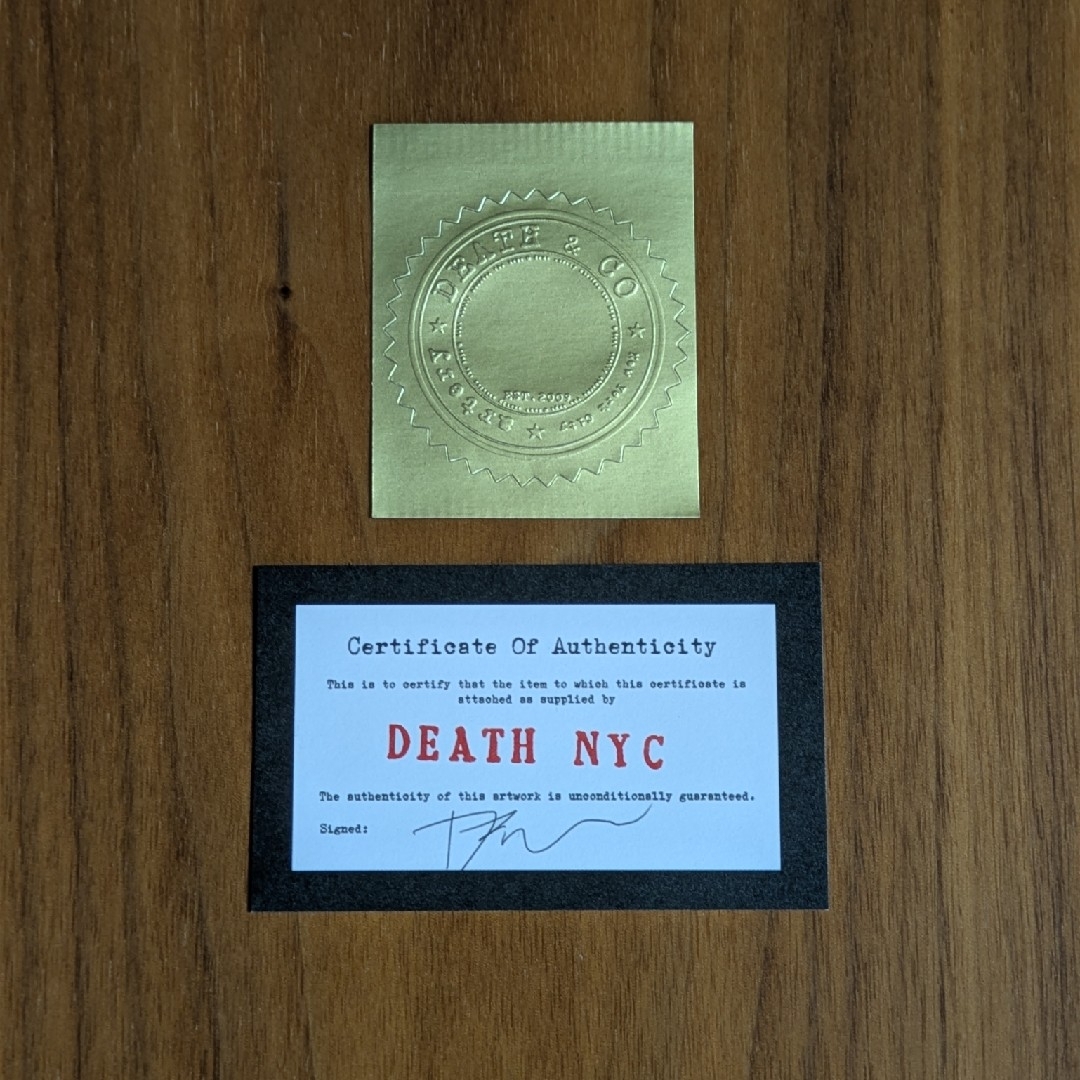 DEATH & CO
EST. 2009
Certificate Of Authenticity
This is to certify that the item to which this certificate is
attached as supplied by
DEATH NYC
The authenticity of this artwork is unconditionally guaranteed.
Signed: